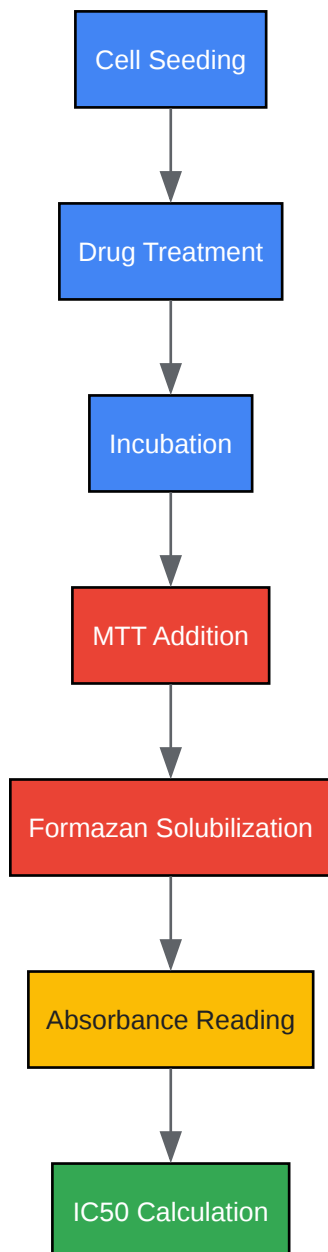 Cell Seeding
Drug Treatment
Incubation
MTT Addition
Formazan Solubilization
Absorbance Reading
IC50 Calculation